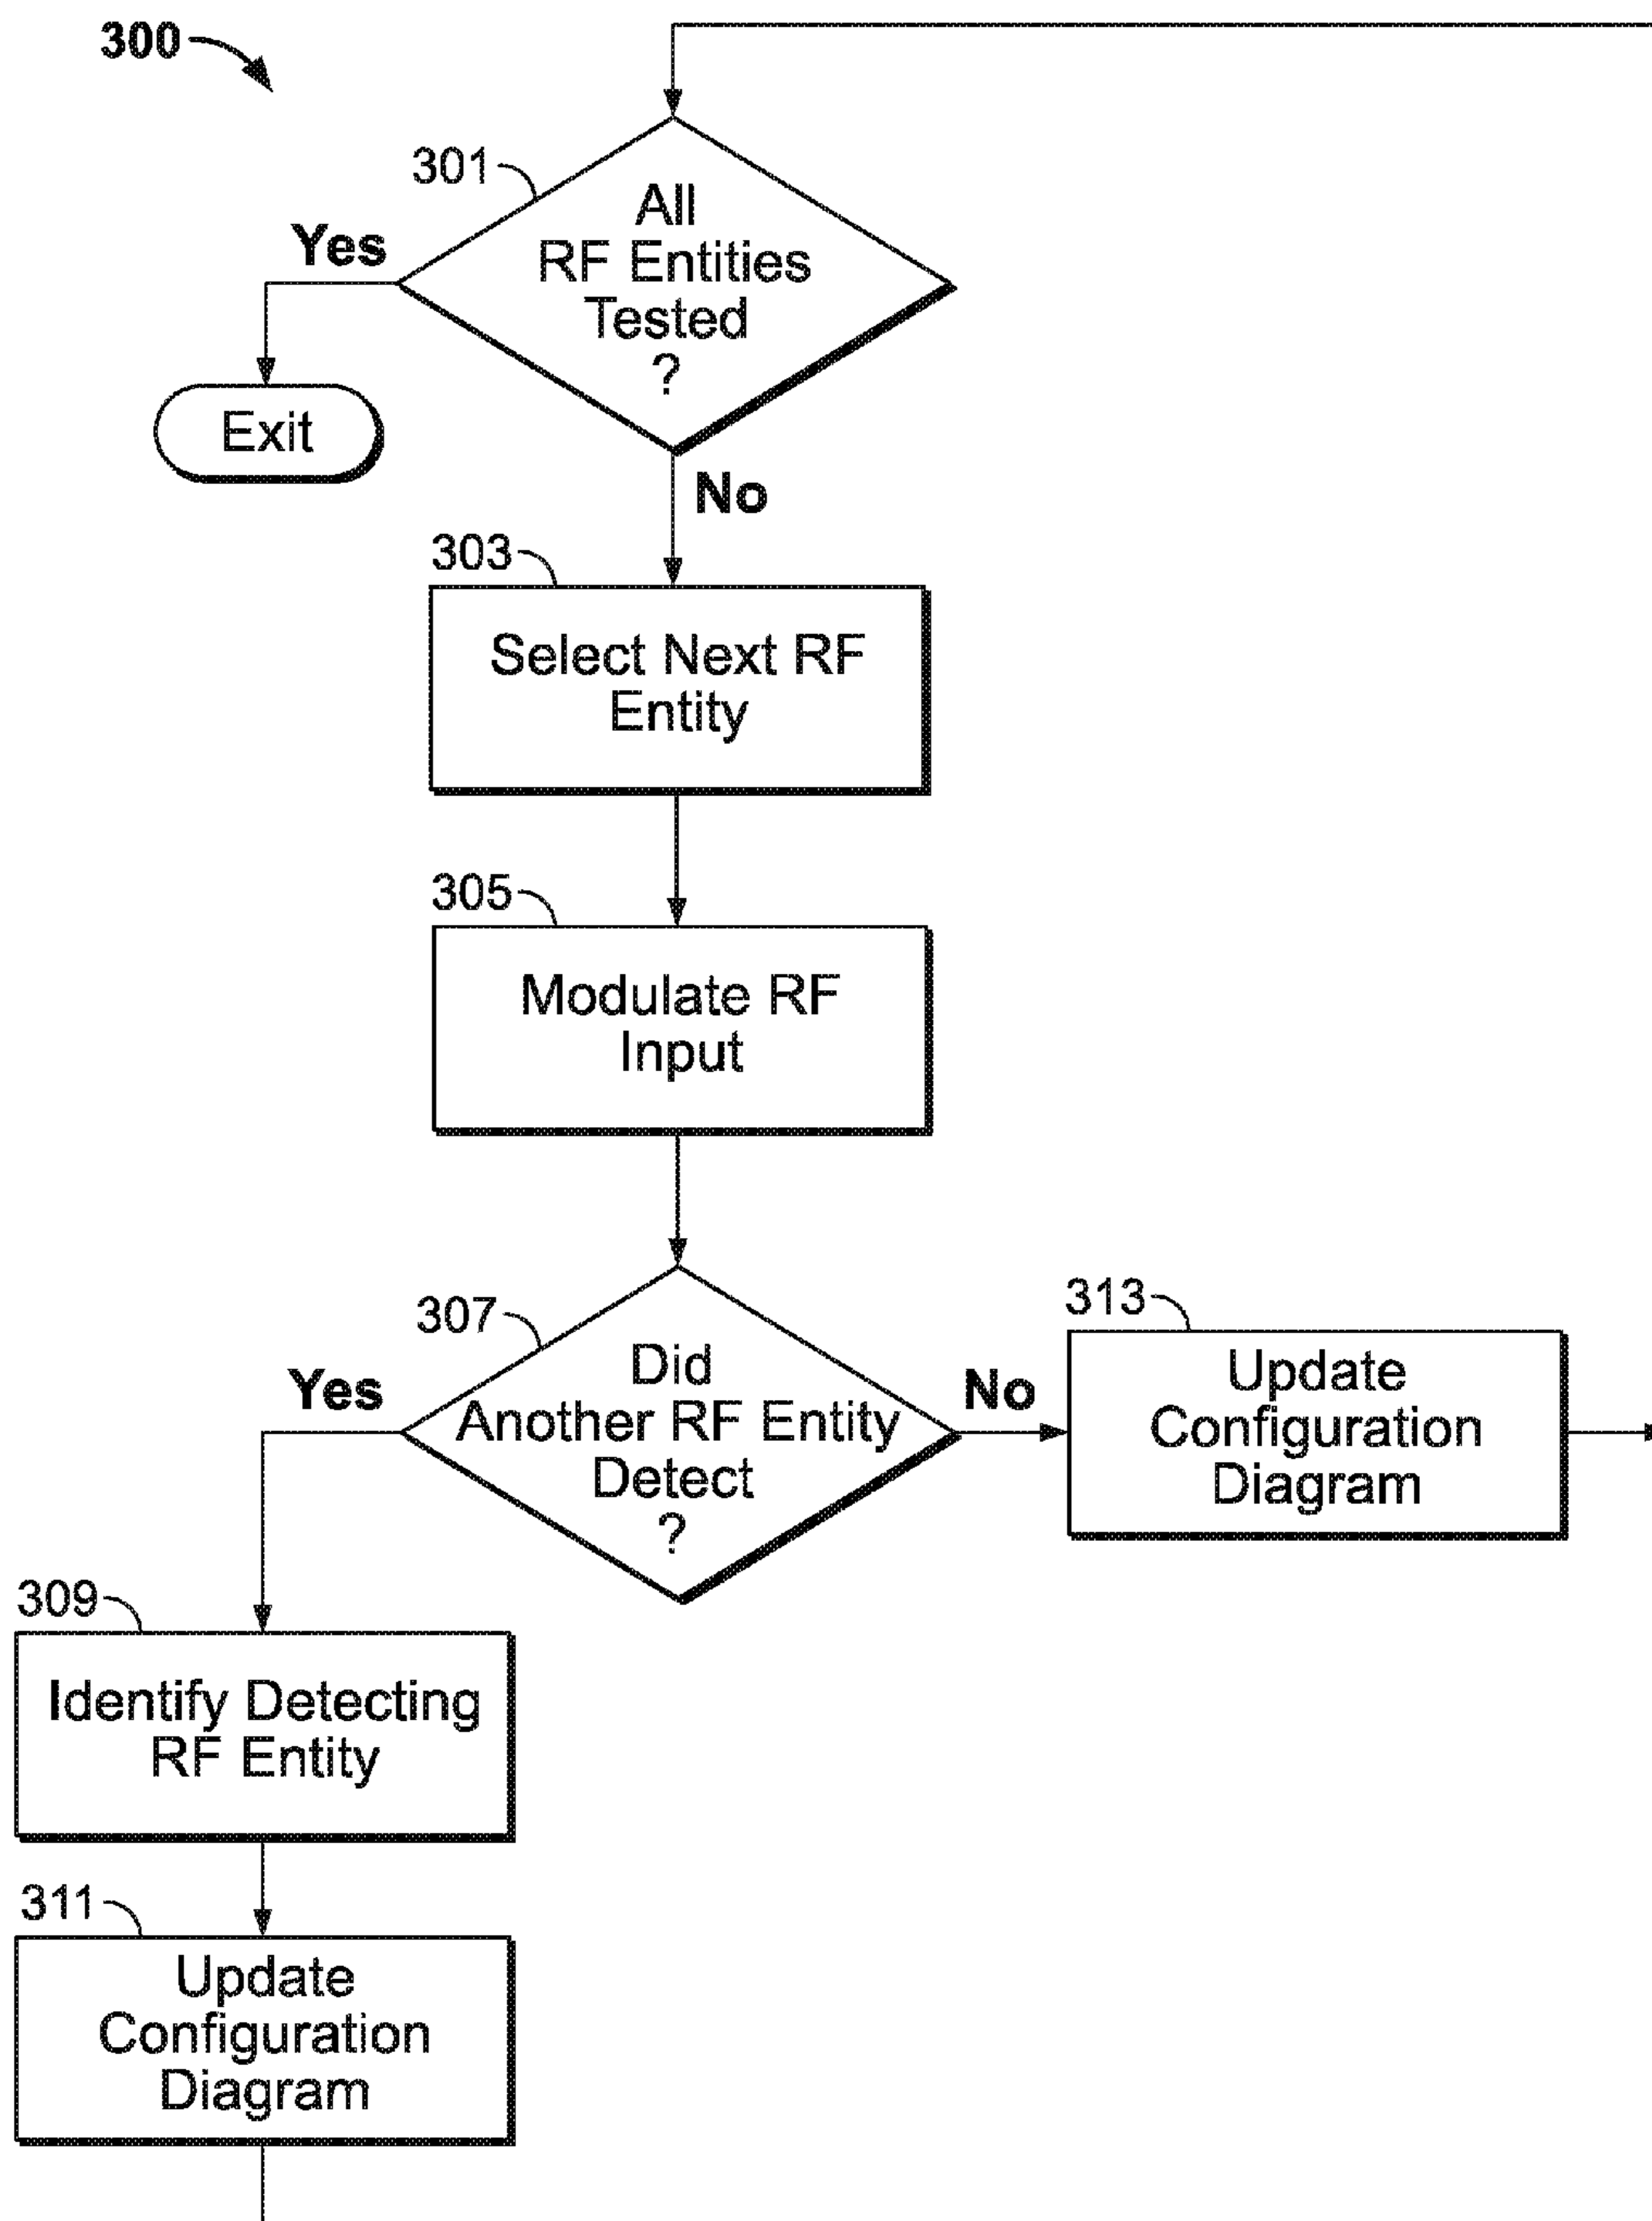 300
301
All
RF Entities
Tested
?
Yes
Exit
No
303
Select Next RF
Entity
305
Modulate RF
Input
307
Did
Another RF Entity
Detect
?
Yes
No
313
Update
Configuration
Diagram
309
Identify Detecting
RF Entity
311
Update
Configuration
Diagram